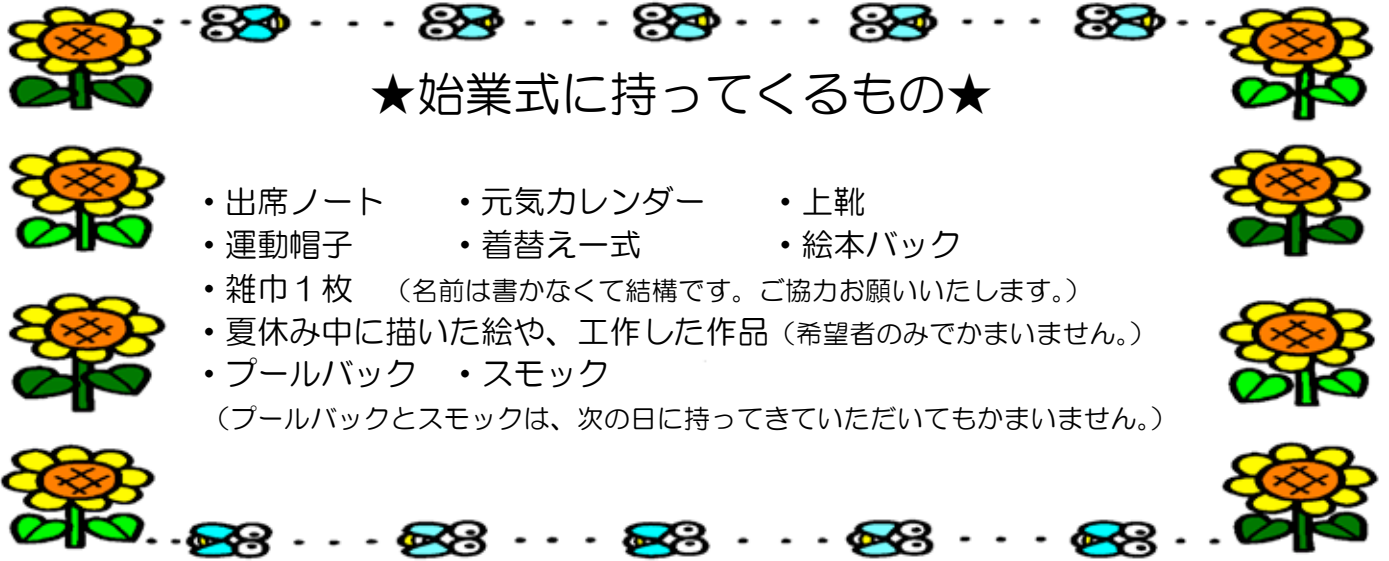 ★始業式に持ってくるもの★
・出席ノート　　・元気カレンダー　　・上靴
・運動帽子　　　・着替え一式　　　　・絵本バック
・雑巾１枚　（名前は書かなくて結構です。ご協力お願いいたします。）
・夏休み中に描いた絵や、工作した作品（希望者のみでかまいません。）
・プールバック　・スモック
（プールバックとスモックは、次の日に持ってきていただいてもかまいません。）